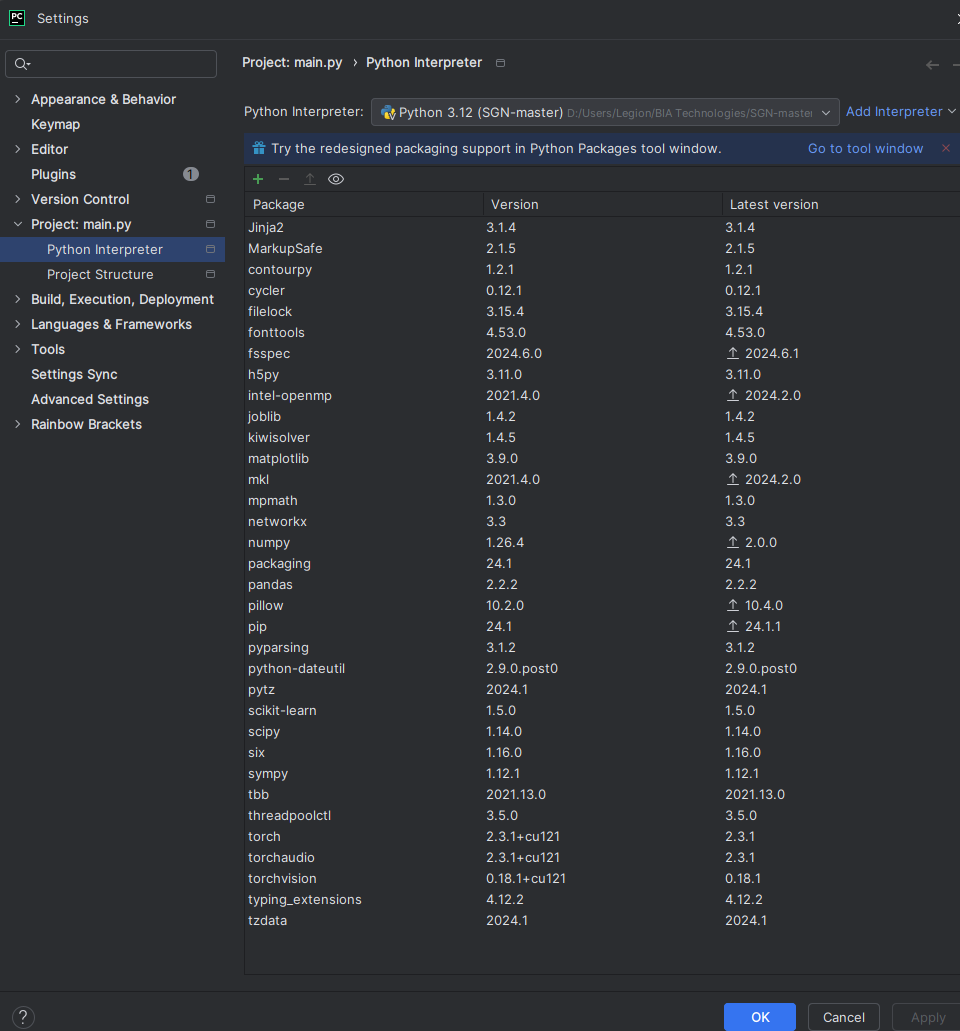 PC Settings
Project: main.py › Python Interpreter
Appearance & Behavior
Keymap
Editor
Plugins 1
Version Control
Project: main.py
Python Interpreter
Project Structure
Build, Execution, Deployment
Languages & Frameworks
Tools
Settings Sync
Advanced Settings
Rainbow Brackets
Python Interpreter: Python 3.12 (SGN-master) D:/Users/Legion/BIA Technologies/SGN-master Add Interpreter
Try the redesigned packaging support in Python Packages tool window. Go to tool window
Package Version Latest version
Jinja2 3.1.4 3.1.4
MarkupSafe 2.1.5 2.1.5
contourpy 1.2.1 1.2.1
cycler 0.12.1 0.12.1
filelock 3.15.4 3.15.4
fonttools 4.53.0 4.53.0
fsspec 2024.6.0 2024.6.1
h5py 3.11.0 3.11.0
intel-openmp 2021.4.0 2024.2.0
joblib 1.4.2 1.4.2
kiwisolver 1.4.5 1.4.5
matplotlib 3.9.0 3.9.0
mkl 2021.4.0 2024.2.0
mpmath 1.3.0 1.3.0
networkx 3.3 3.3
numpy 1.26.4 2.0.0
packaging 24.1 24.1
pandas 2.2.2 2.2.2
pillow 10.2.0 10.4.0
pip 24.1 24.1.1
pyparsing 3.1.2 3.1.2
python-dateutil 2.9.0.post0 2.9.0.post0
pytz 2024.1 2024.1
scikit-learn 1.5.0 1.5.0
scipy 1.14.0 1.14.0
six 1.16.0 1.16.0
sympy 1.12.1 1.12.1
tbb 2021.13.0 2021.13.0
threadpoolctl 3.5.0 3.5.0
torch 2.3.1+cu121 2.3.1
torchaudio 2.3.1+cu121 2.3.1
torchvision 0.18.1+cu121 0.18.1
typing_extensions 4.12.2 4.12.2
tzdata 2024.1 2024.1
? OK Cancel Apply